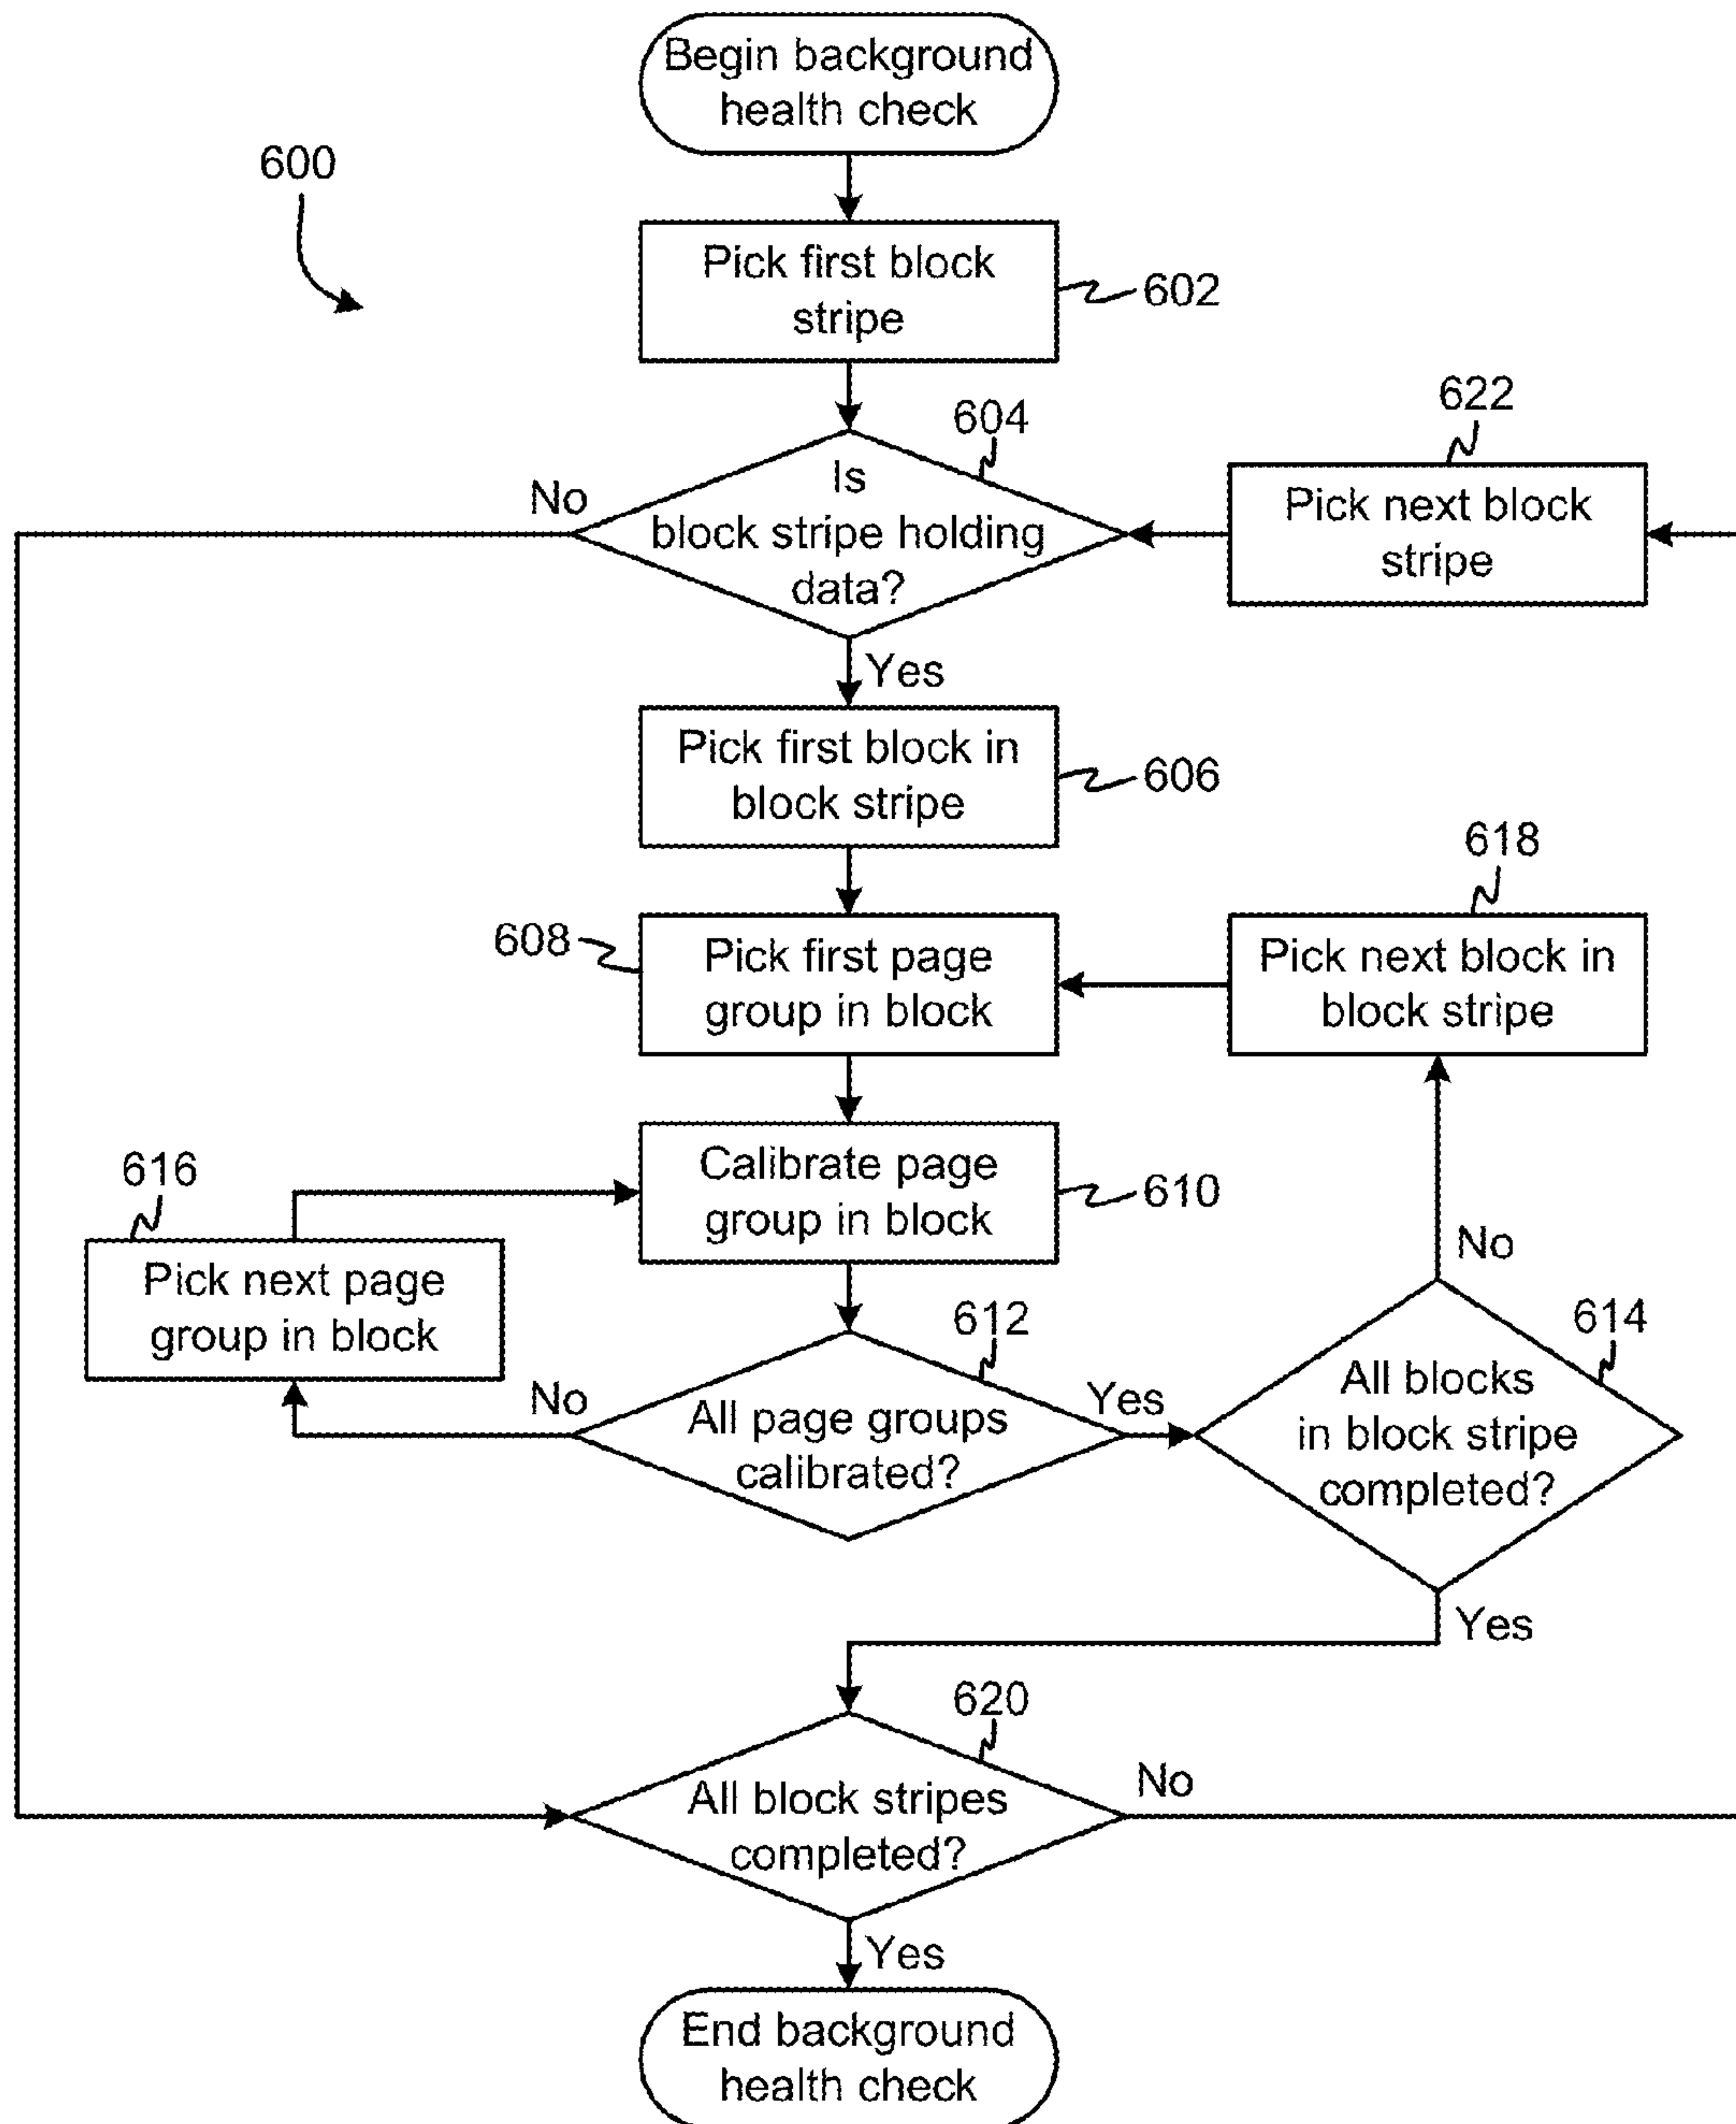 Begin background
health check
600
Pick first block
stripe
602
622
604
Is
block stripe holding
data?
No
Pick next block
stripe
Yes
Pick first block in
block stripe
606
618
608
Pick first page
group in block
Pick next block in
block stripe
616
Calibrate page
group in block
610
No
Pick next page
group in block
612
614
No
All page groups
calibrated?
Yes
All blocks
in block stripe
completed?
Yes
620
All block stripes
completed?
No
Yes
End background
health check